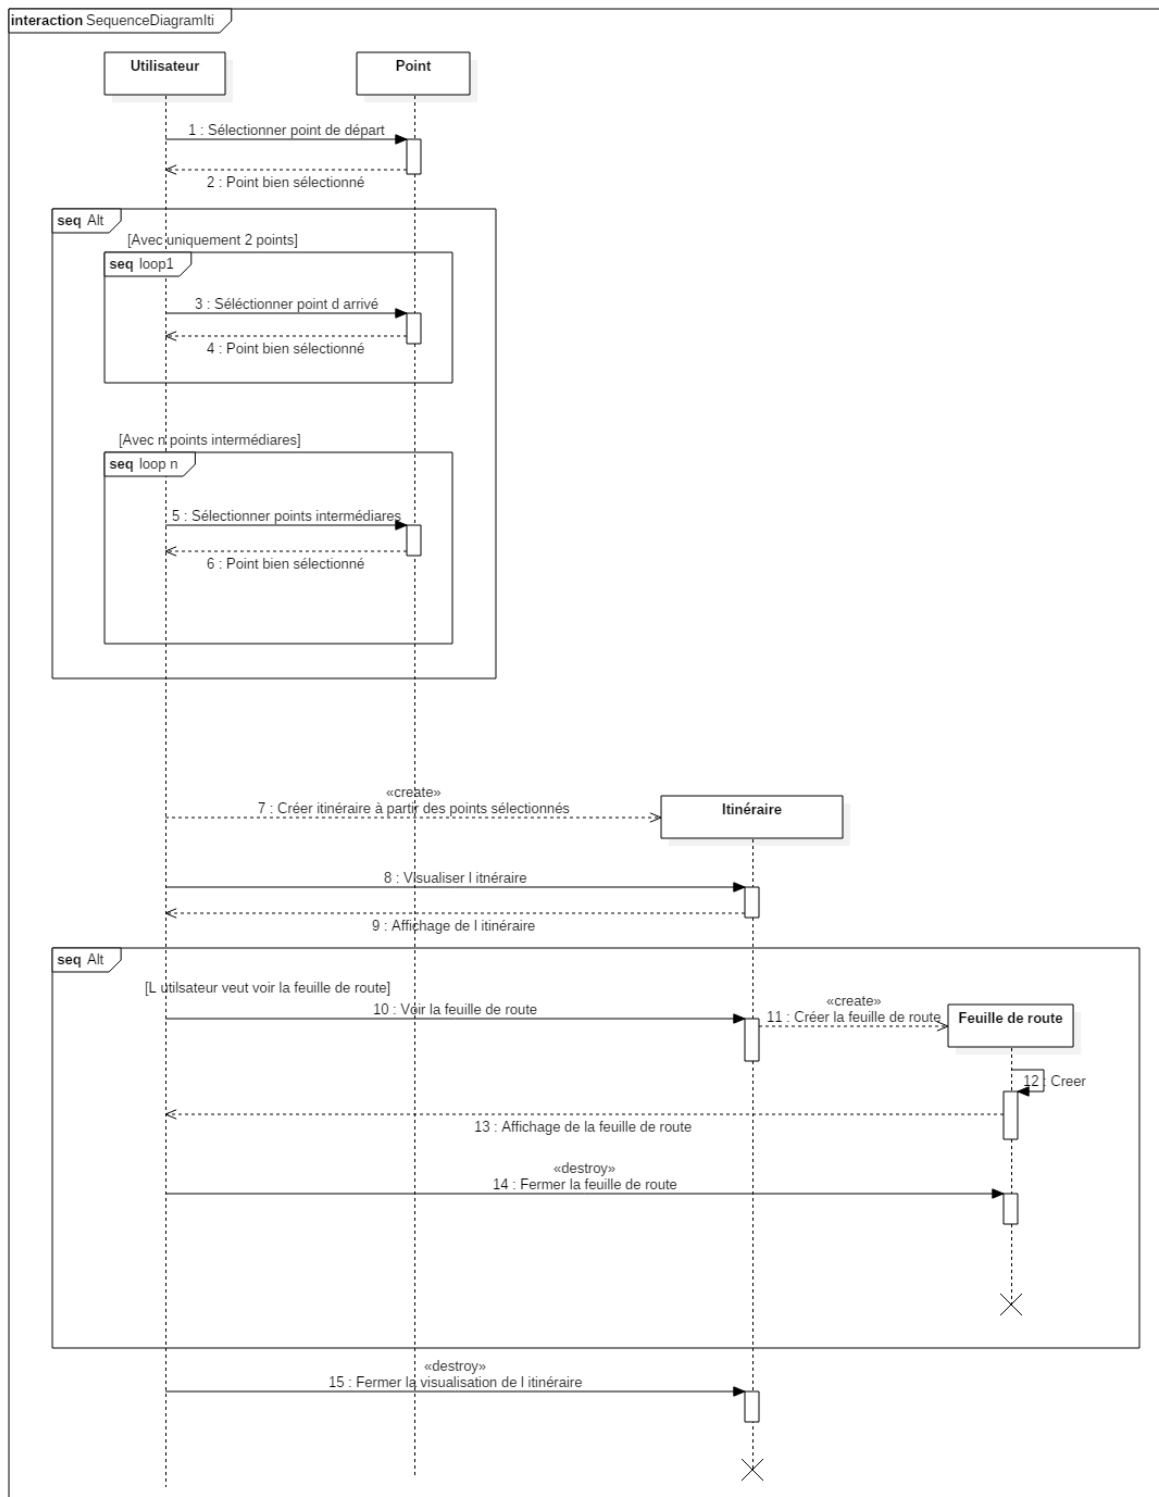 interaction SequenceDiagramIti
Utilisateur
Point
1 : Sélectionner point de départ
2 : Point bien sélectionné
seq Alt
[Avec uniquement 2 points]
seq loop1
3 : Séléctionner point d arrivé
4 : Point bien sélectionné
[Avec n points intermédiares]
seq loop n
5 : Sélectionner points intermédiares
6 : Point bien sélectionné
«create»
7 : Créer itinéraire à partir des points sélectionnés
Itinéraire
8 : Visualiser l itnéraire
9 : Affichage de l itinéraire
seq Alt
[L utilsateur veut voir la feuille de route]
10 : Voir la feuille de route
«create»
11 : Créer la feuille de route
Feuille de route
12 : Creer
13 : Affichage de la feuille de route
«destroy»
14 : Fermer la feuille de route
«destroy»
15 : Fermer la visualisation de l itinéraire